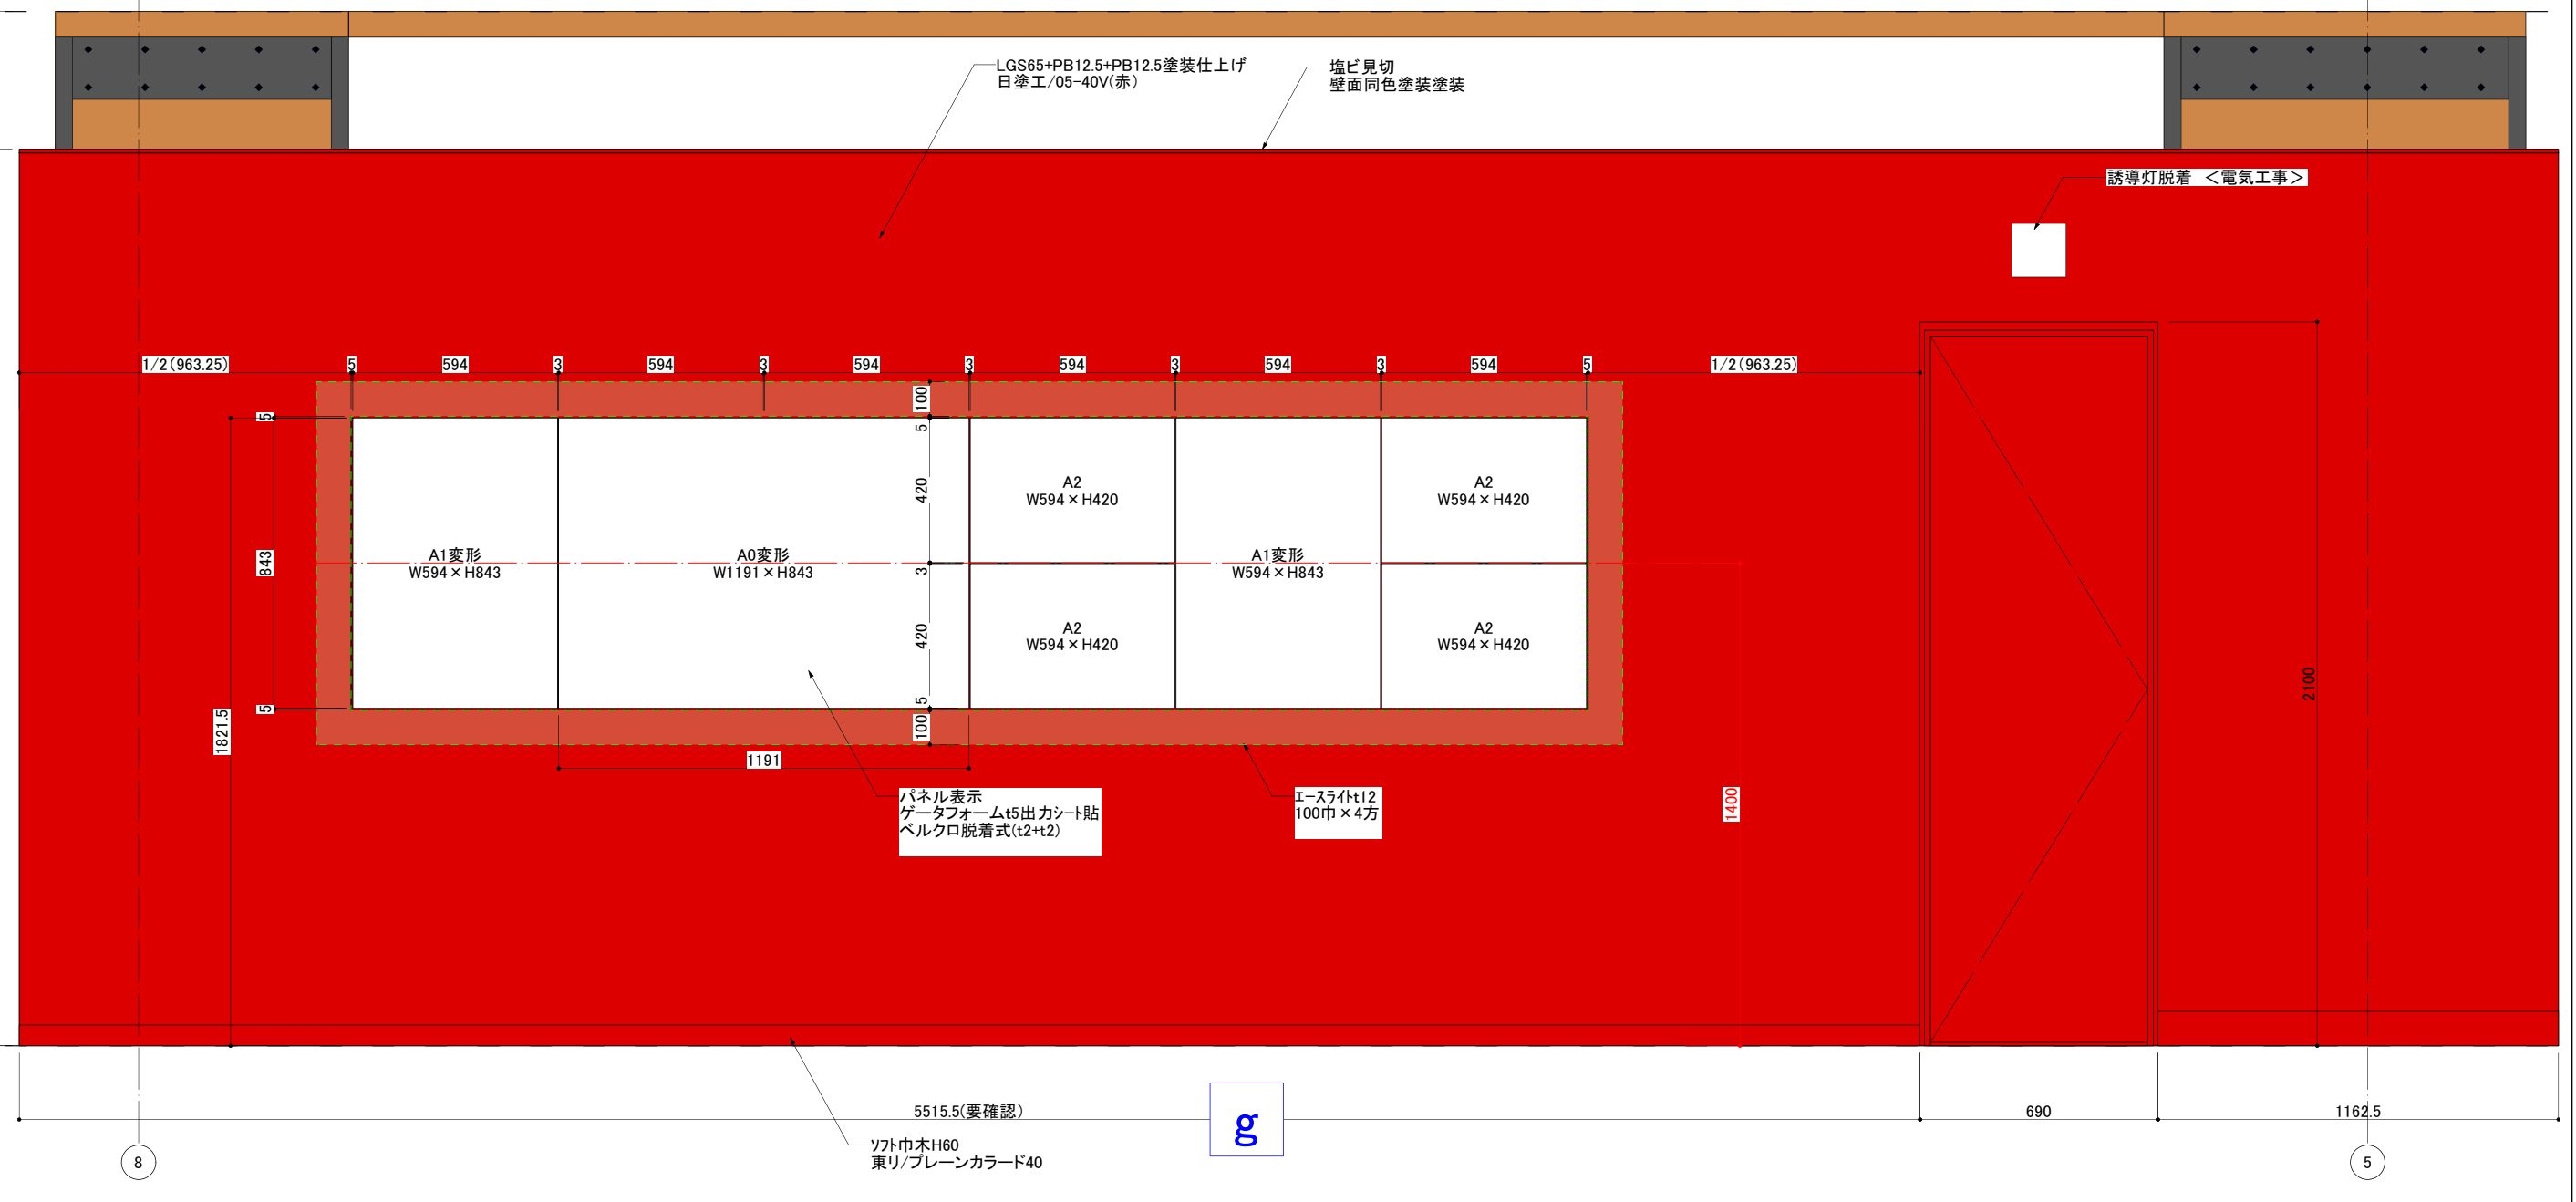 LGS65+PB12.5+PB12.5塗装仕上げ
日塗工/05-40V(赤)
塩ビ見切
壁面同色塗装塗装
誘導灯脱着 ＜電気工事＞
1/2(963.25)
5
594
3
594
3
594
3
594
3
594
3
594
5
1/2(963.25)
100
5
420
3
420
5
100
5
843
5
1821.5
A1変形
W594×H843
A0変形
W1191×H843
A2
W594×H420
A2
W594×H420
A1変形
W594×H843
A2
W594×H420
A2
W594×H420
2100
1191
1400
パネル表示
ゲータフォームt5出力シート貼
ベルクロ脱着式(t2+t2)
エースライトt12
100巾×4方
5515.5(要確認)
g
690
1162.5
ソフト巾木H60
東リ/プレーンカラード40
8
5